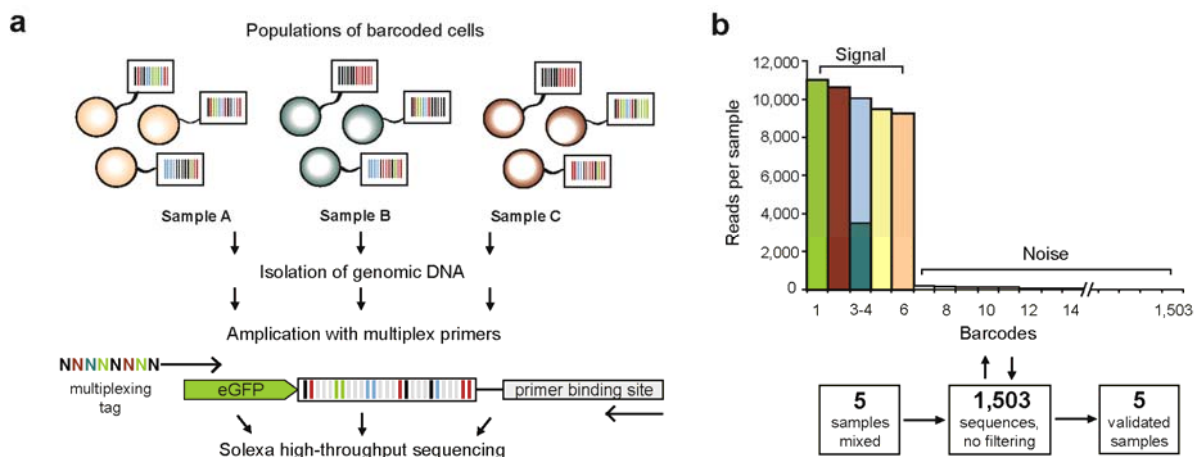 a
Populations of barcoded cells
Sample A
Sample B
Sample C
Isolation of genomic DNA
Amplication with multiplex primers
NNNNNNNN
multiplexing
tag
eGFP
primer binding site
Solexa high-throughput sequencing
b
Signal
12,000
10,000
8,000
6,000
4,000
2,000
0
Reads per sample
Noise
1
3-4
6
8
10
12
14
1,503
Barcodes
5
samples
mixed
1,503
sequences,
no filtering
5
validated
samples